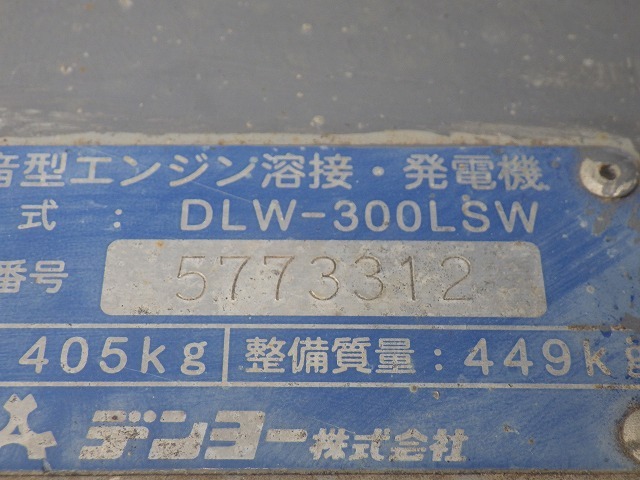 音型エンジン溶接・発電機
式 : DLW-300LSW
番号 5773312
405kg 整備質量: 449kg
デンヨー株式会社